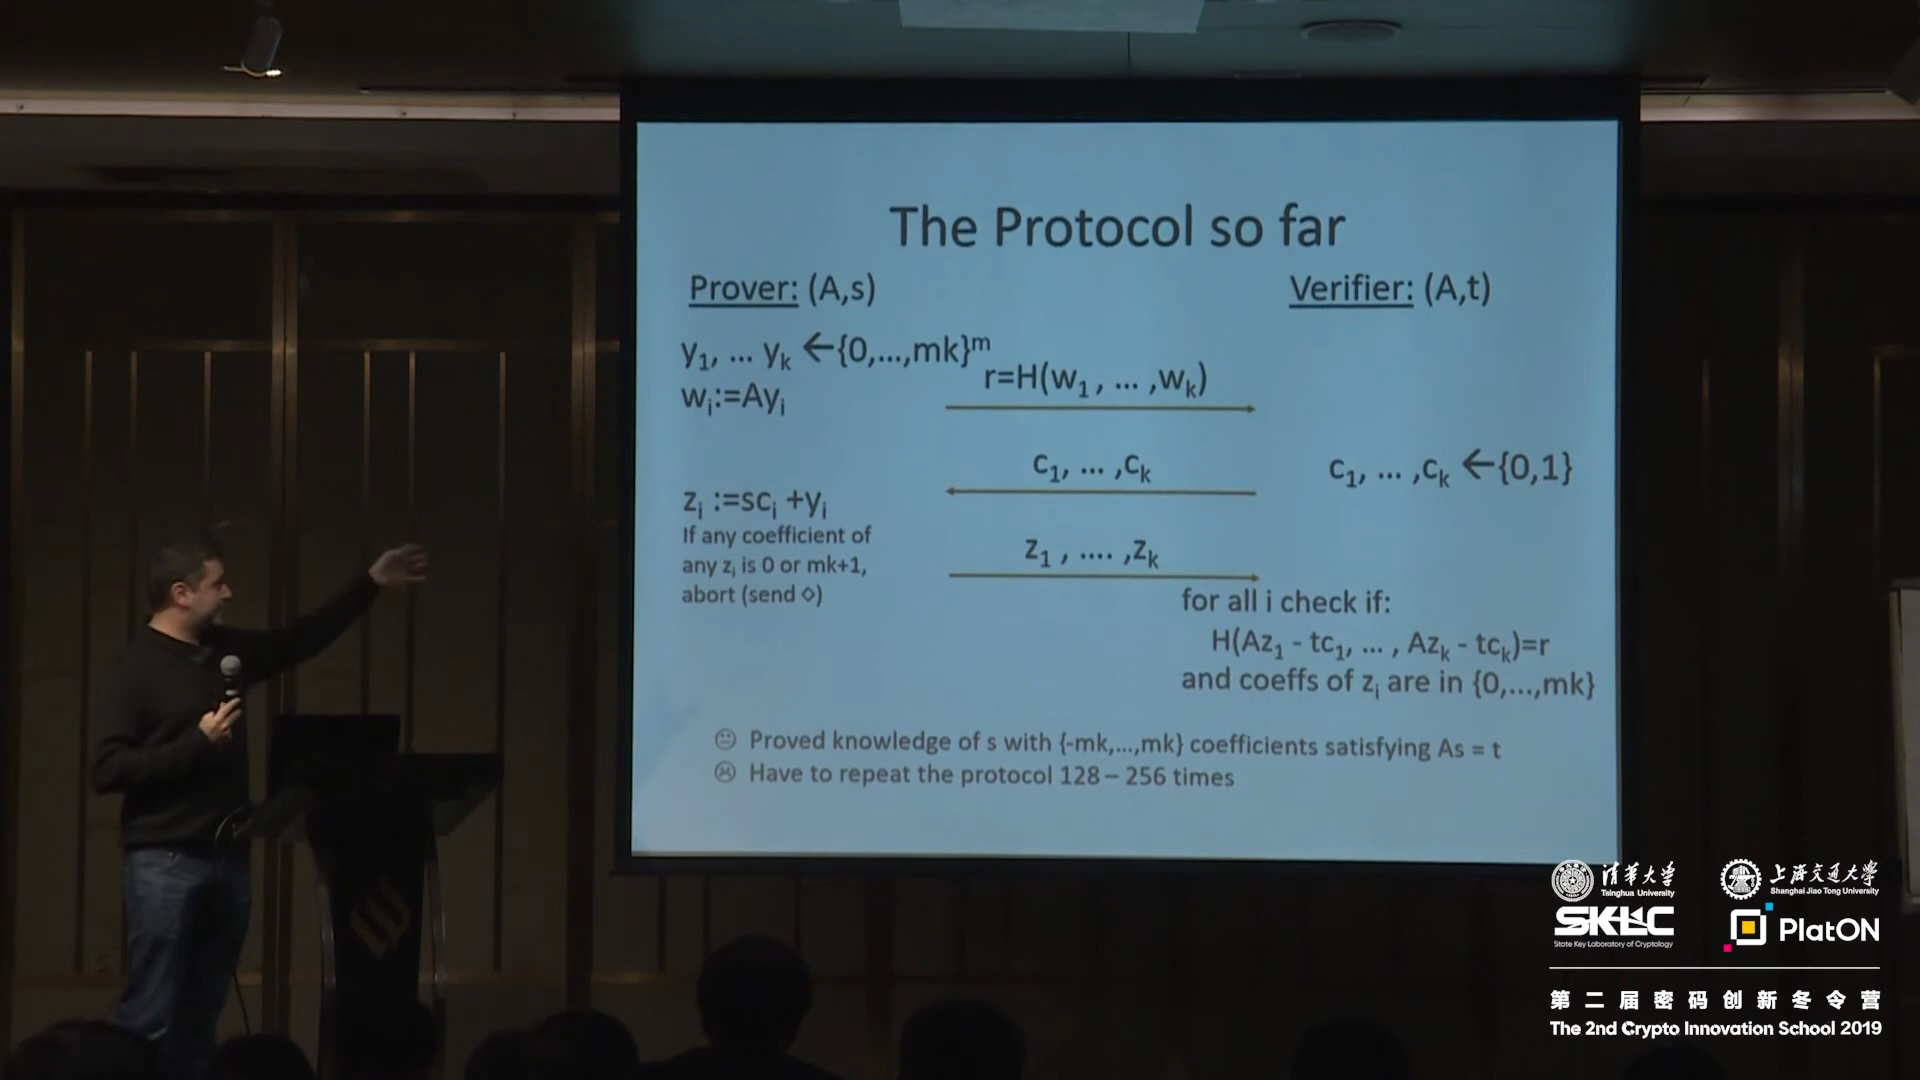 The Protocol so far
Prover: (A,s)
Verifier: (A,t)
y₁, ... yₖ ←{0,...,mk}ᵐ
r=H(w₁ , ... ,wₖ)
wᵢ:=Ayᵢ
c₁, ... ,cₖ
c₁, ... ,cₖ ←{0,1}
zᵢ :=scᵢ +yᵢ
If any coefficient of
any zᵢ is 0 or mk+1,
abort (send ◇)
z₁ , .... ,zₖ
for all i check if:
H(Az₁ - tc₁, ... , Azₖ - tcₖ)=r
and coeffs of zᵢ are in {0,...,mk}
😐 Proved knowledge of s with {-mk,...,mk} coefficients satisfying As = t
☹ Have to repeat the protocol 128 – 256 times
清华大学
Tsinghua University
上海交通大学
Shanghai Jiao Tong University
SKLC
State Key Laboratory of Cryptology
PlatON
第二届密码创新冬令营
The 2nd Crypto Innovation School 2019